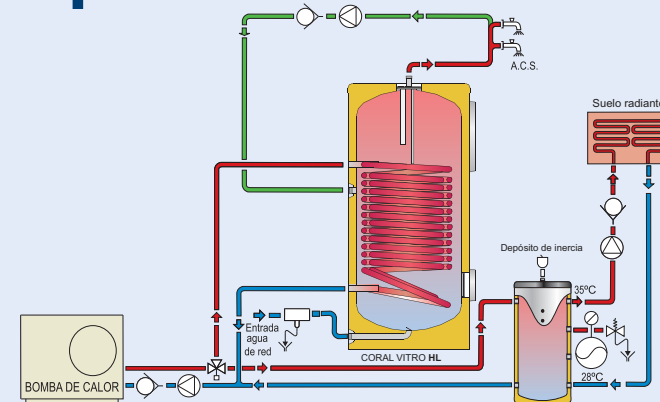 A.C.S.
Suelo radiante
Depósito de inercia
35ºC
Entrada
agua
de red
CORAL VITRO HL
28ºC
BOMBA DE CALOR